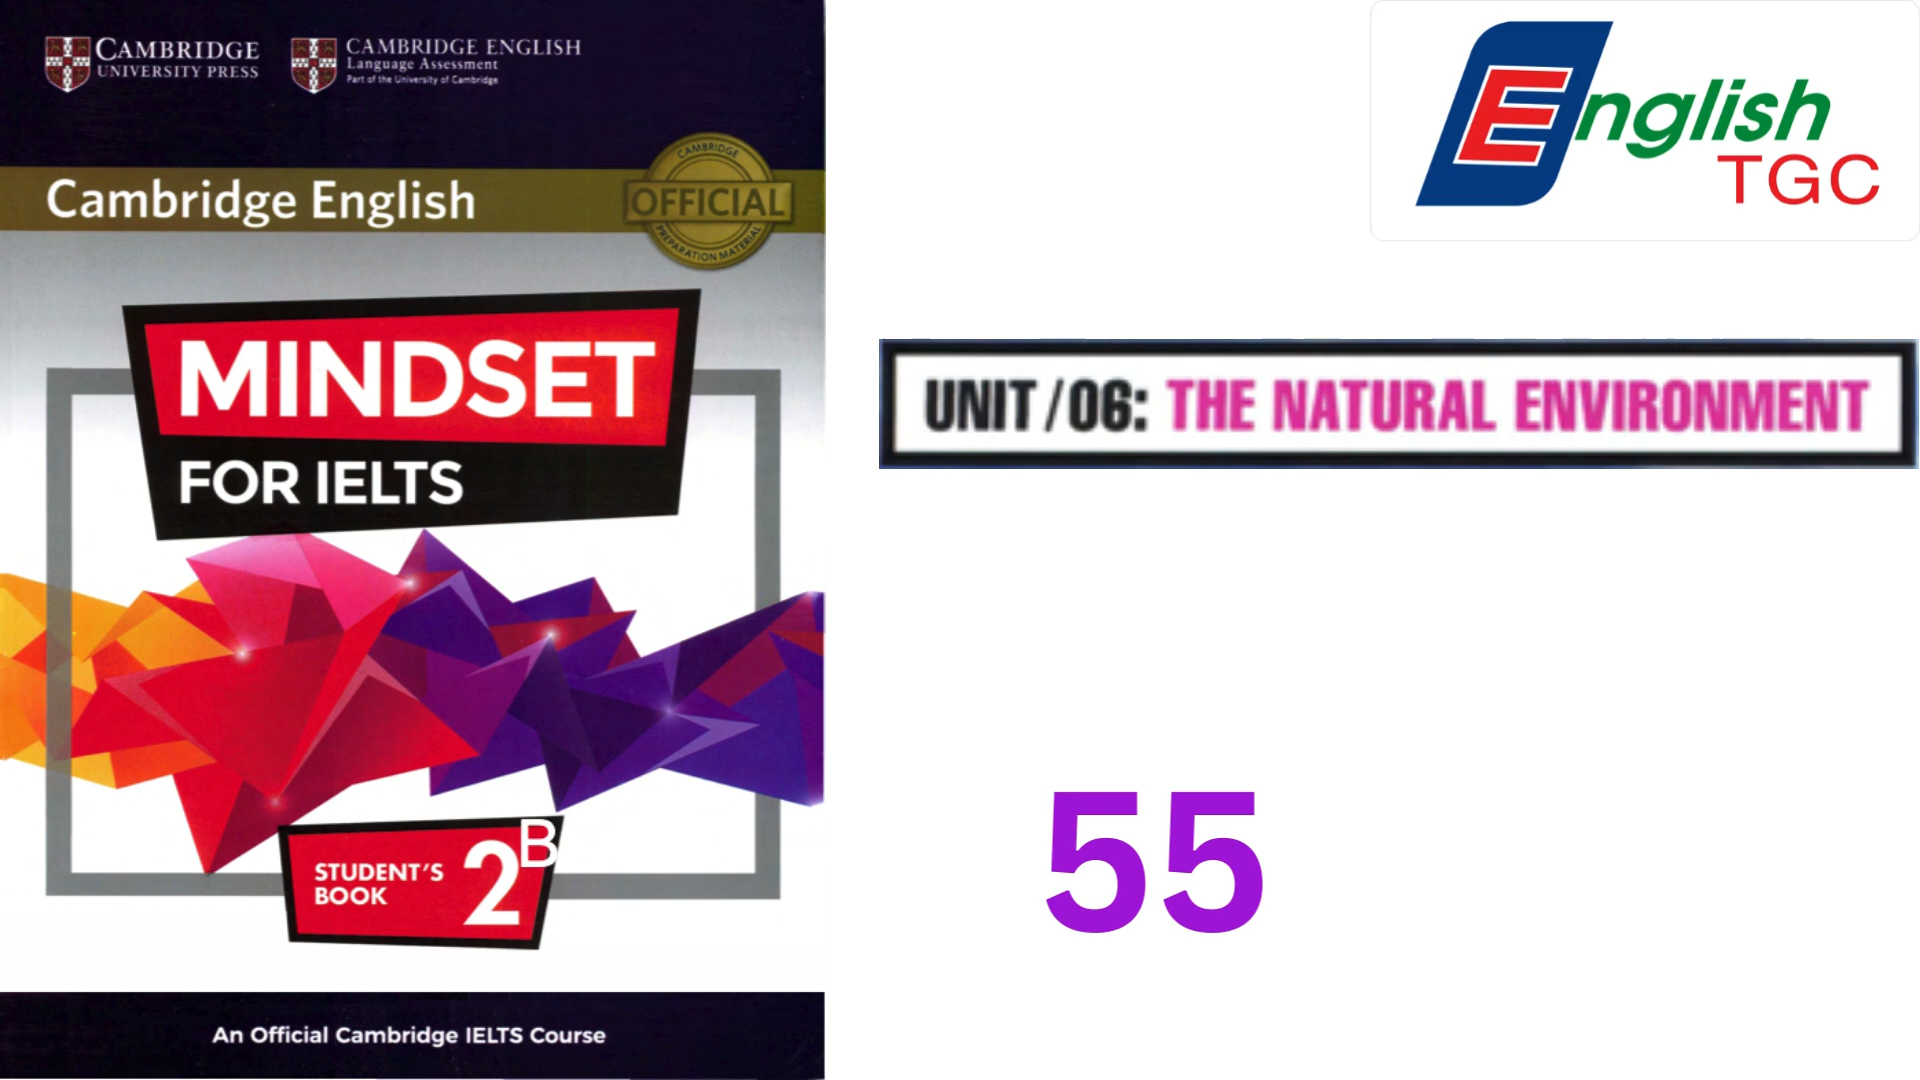 CAMBRIDGE
UNIVERSITY PRESS
CAMBRIDGE ENGLISH
Language Assessment
Part of the University of Cambridge
Cambridge English
CAMBRIDGE
OFFICIAL
PREPARATION MATERIAL
MINDSET
FOR IELTS
STUDENT'S
BOOK
2B
An Official Cambridge IELTS Course
English
TGC
UNIT/06: THE NATURAL ENVIRONMENT
55